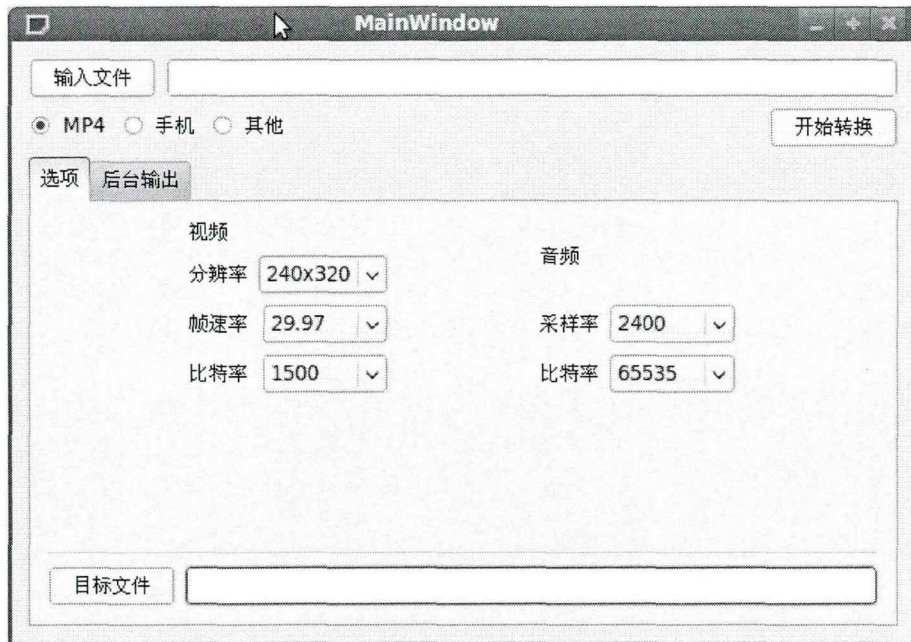 MainWindow
输入文件
MP4 手机 其他
开始转换
选项 后台输出
视频
音频
分辨率 240x320
帧速率 29.97
采样率 2400
比特率 1500
比特率 65535
目标文件